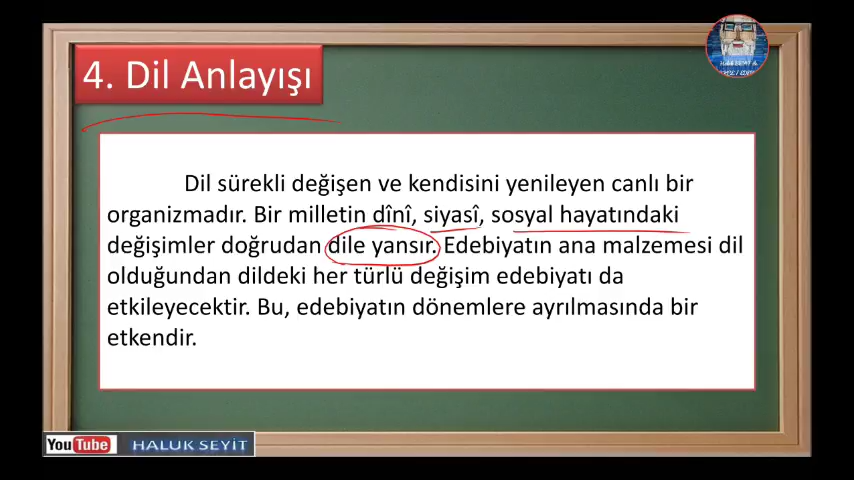 4. Dil Anlayışı
Dil sürekli değişen ve kendisini yenileyen canlı bir
organizmadır. Bir milletin dînî, siyasî, sosyal hayatındaki
değişimler doğrudan dile yansır. Edebiyatın ana malzemesi dil
olduğundan dildeki her türlü değişim edebiyatı da
etkileyecektir. Bu, edebiyatın dönemlere ayrılmasında bir
etkendir.
YouTube HALUK SEYİT